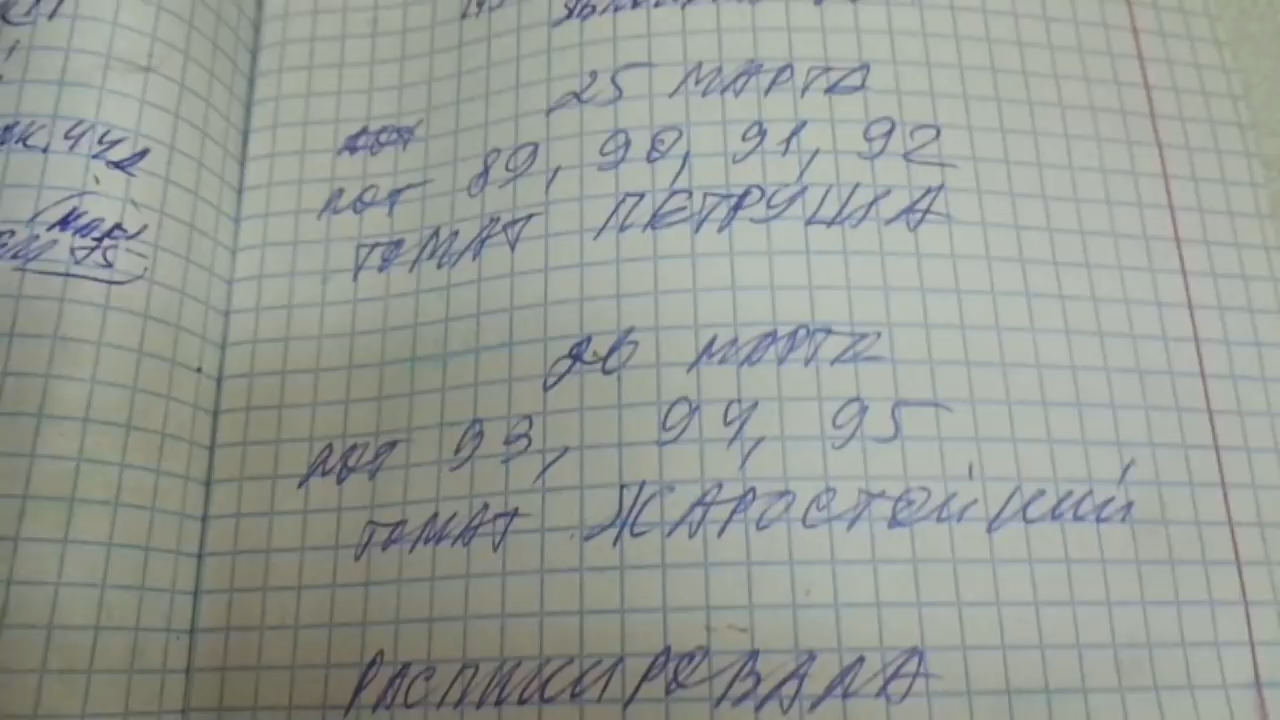 25 МАРТА
ЛОТ 89, 90, 91, 92
ТОМАТ ПЕТРУША
26 МАРТА
ЛОТ 93, 94, 95
ТОМАТ ЖАРОСТОЙКИЙ
РАСПИКИРОВАЛА